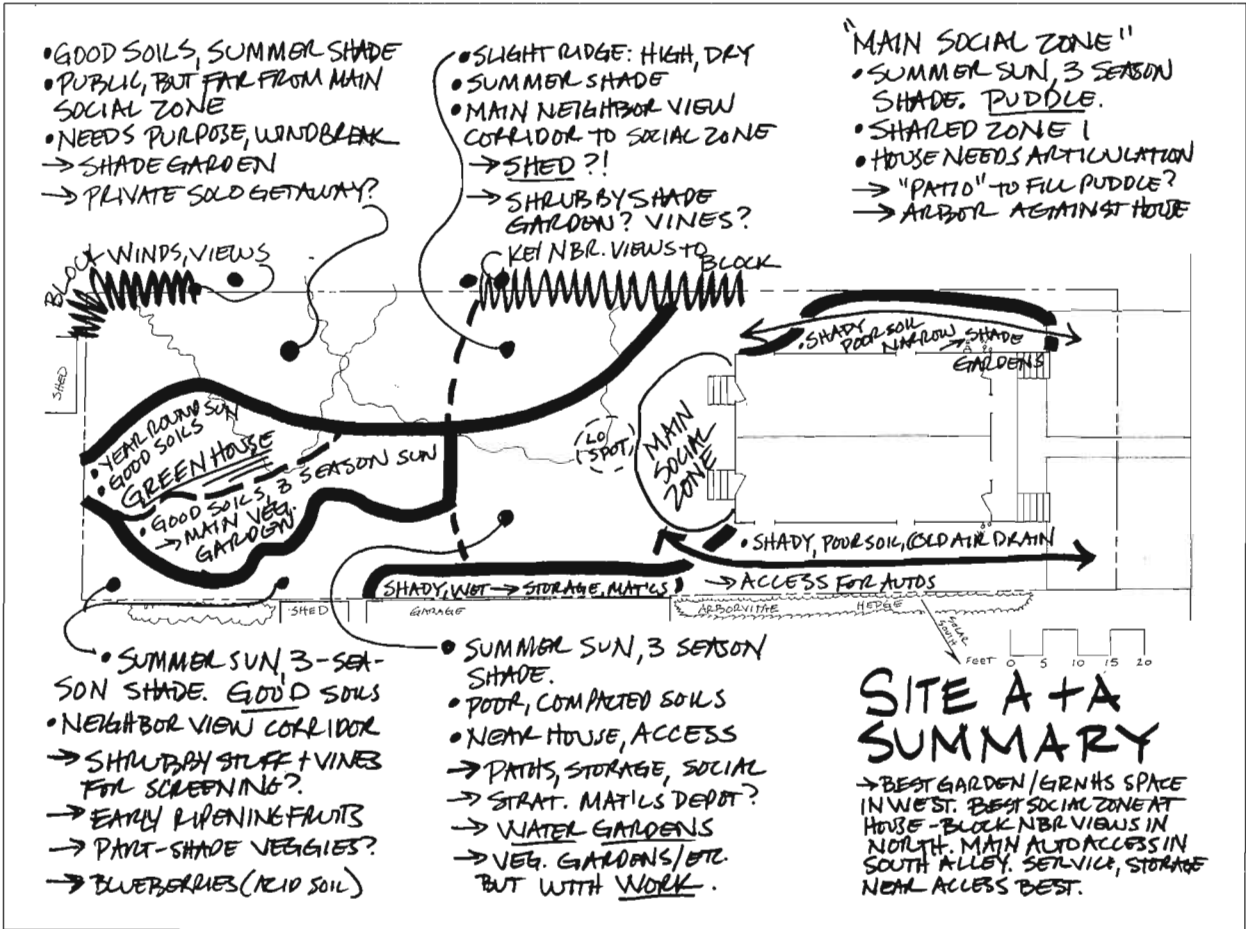 • GOOD SOILS, SUMMER SHADE
• PUBLIC, BUT FAR FROM MAIN
SOCIAL ZONE
• NEEDS PURPOSE, WINDBREAK
→ SHADE GARDEN
→ PRIVATE SOLO GETAWAY?
• SLIGHT RIDGE: HIGH, DRY
• SUMMER SHADE
• MAIN NEIGHBOR VIEW
CORRIDOR TO SOCIAL ZONE
→ SHED ?!
→ SHRUBBY SHADE
GARDEN? VINES?
"MAIN SOCIAL ZONE"
• SUMMER SUN, 3 SEASON
SHADE. PUDDLE.
• SHARED ZONE 1
• HOUSE NEEDS ARTICULATION
→ "PATIO" TO FILL PUDDLE?
→ ARBOR AGAINST HOUSE
BLOCK WINDS, VIEWS
KEY NBR. VIEWS TO BLOCK
SHED
• SHADY
POOR SOIL
NARROW → SHADE
GARDENS
• YEAR ROUND SUN
• GOOD SOILS
GREENHOUSE
• GOOD SOILS, 3 SEASON SUN
→ MAIN VEG.
GARDEN
LO
SPOT
MAIN
SOCIAL
ZONE
• SHADY, POOR SOIL, COLD AIR DRAIN
→ ACCESS FOR AUTOS
SHADY, WET → STORAGE, MAT'LS
SHED
GARAGE
ARBORVITAE HEDGE
SOLAR
SOUTH
FEET 0 5 10 15 20
• SUMMER SUN, 3-SEA-
SON SHADE. GOOD SOILS
• NEIGHBOR VIEW CORRIDOR
→ SHRUBBY STUFF + VINES
FOR SCREENING?
→ EARLY RIPENING FRUITS
→ PART-SHADE VEGGIES?
→ BLUEBERRIES (ACID SOIL)
• SUMMER SUN, 3 SEASON
SHADE.
• POOR, COMPACTED SOILS
• NEAR HOUSE, ACCESS
→ PATHS, STORAGE, SOCIAL
→ STRAT. MAT'LS DEPOT?
→ WATER GARDENS
→ VEG. GARDENS/ETC.
BUT WITH WORK.
SITE A + A
SUMMARY
→ BEST GARDEN/GRNHS SPACE
IN WEST. BEST SOCIAL ZONE AT
HOUSE - BLOCK NBR VIEWS IN
NORTH. MAIN AUTO ACCESS IN
SOUTH ALLEY. SERVICE, STORAGE
NEAR ACCESS BEST.